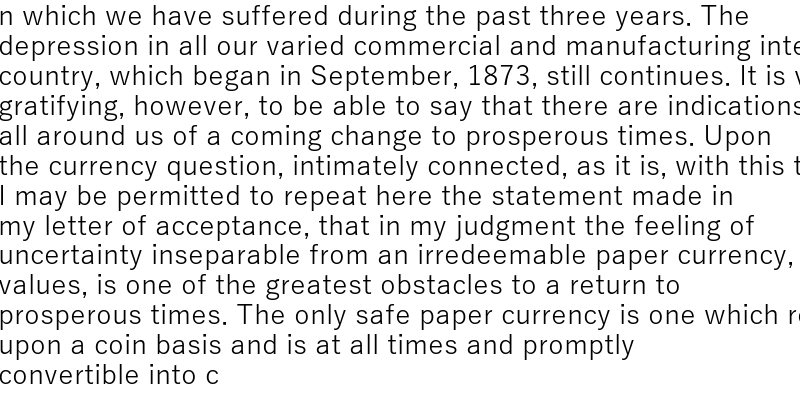 n which we have suffered during the past three years. The
depression in all our varied commercial and manufacturing inte
country, which began in September, 1873, still continues. It is v
gratifying, however, to be able to say that there are indications
all around us of a coming change to prosperous times. Upon
the currency question, intimately connected, as it is, with this t
I may be permitted to repeat here the statement made in
my letter of acceptance, that in my judgment the feeling of
uncertainty inseparable from an irredeemable paper currency,
values, is one of the greatest obstacles to a return to
prosperous times. The only safe paper currency is one which re
upon a coin basis and is at all times and promptly
convertible into c